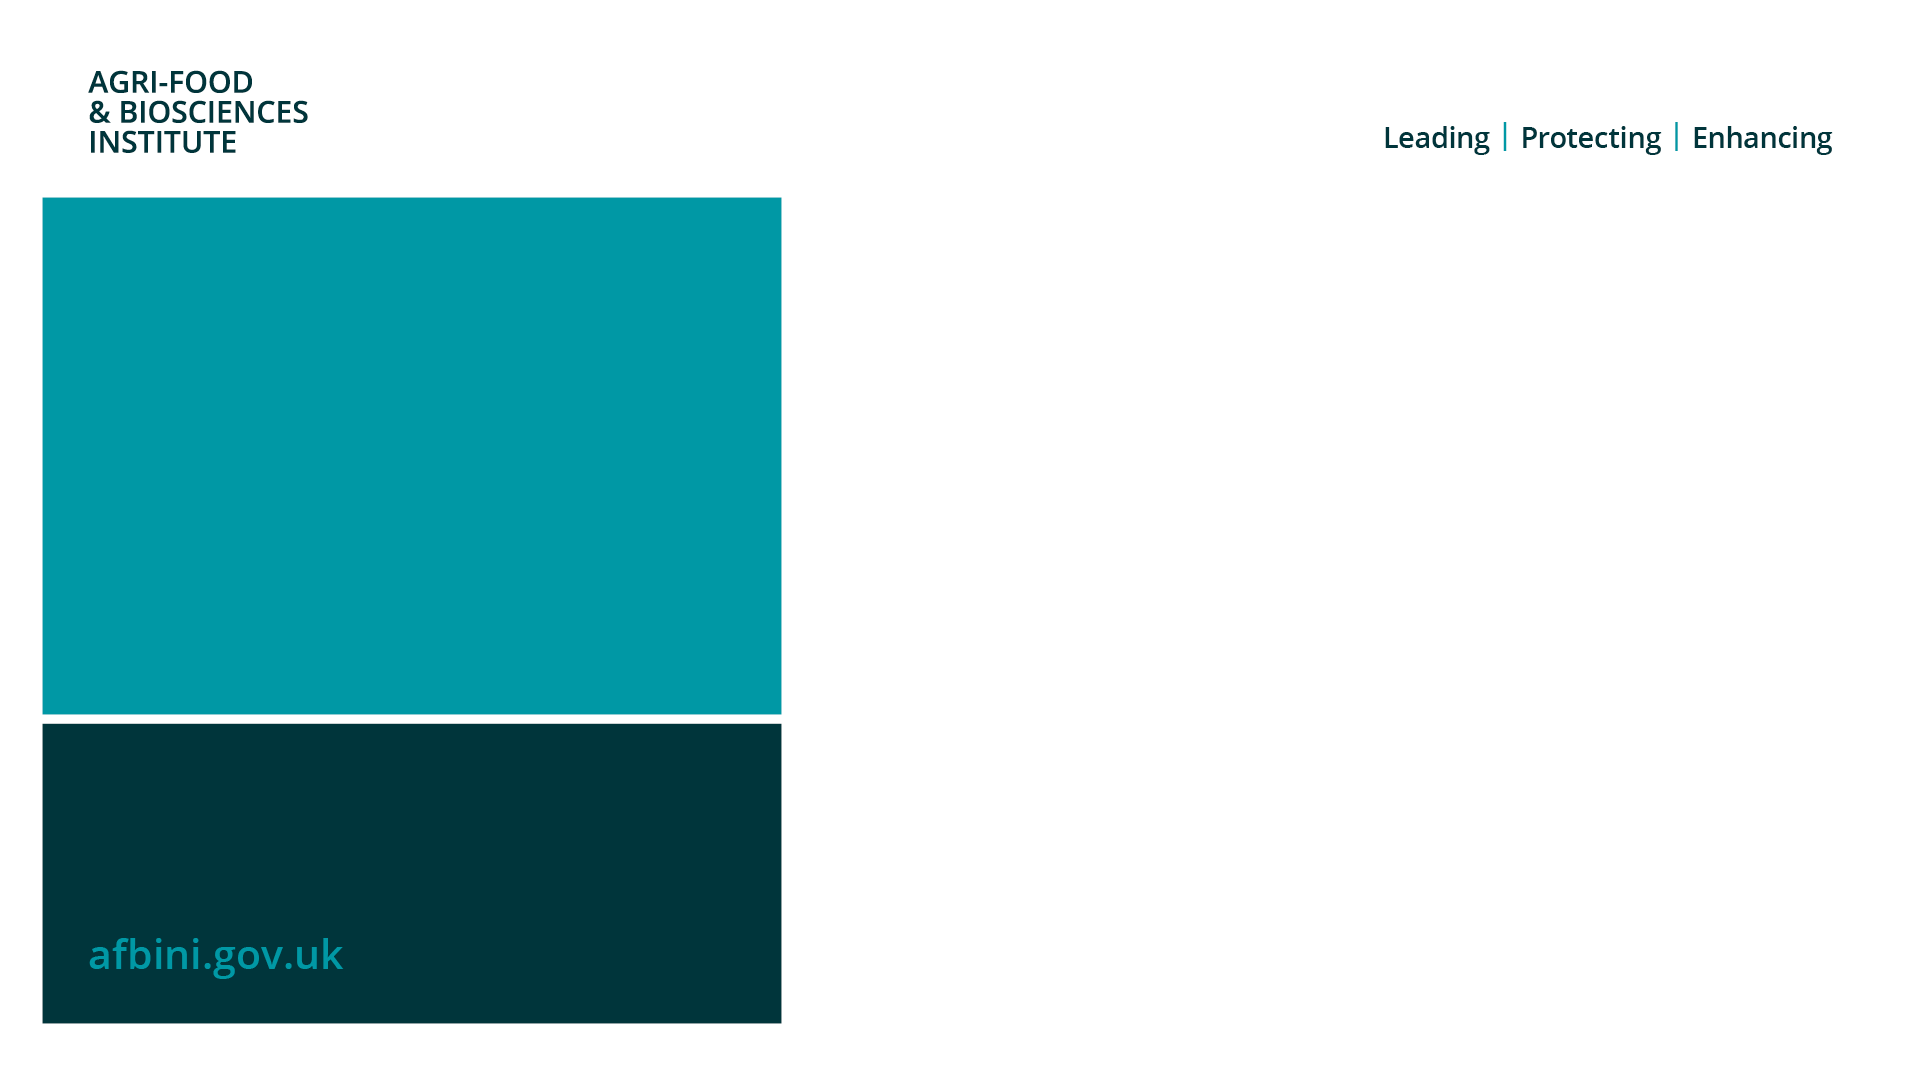 AGRI-FOOD
& BIOSCIENCES
INSTITUTE
Leading | Protecting | Enhancing
afbini.gov.uk